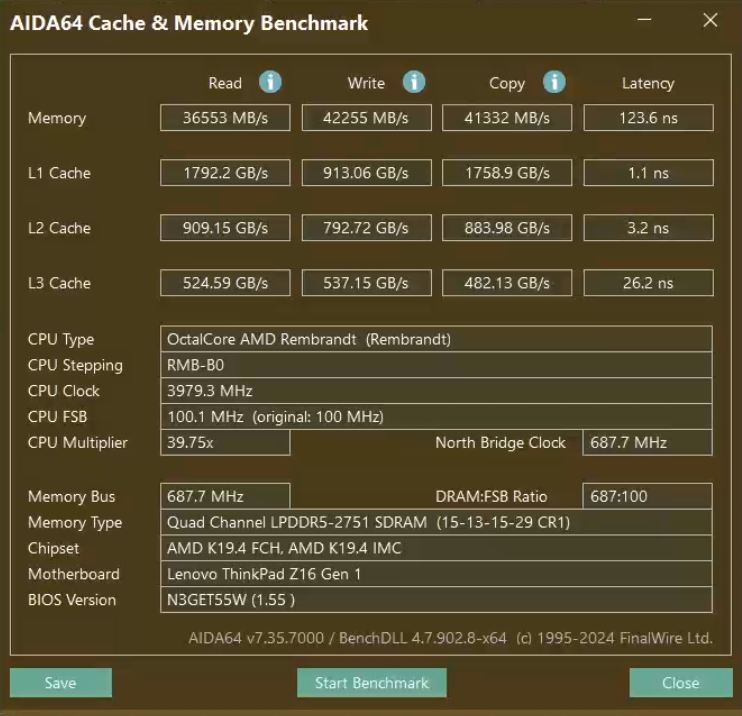 AIDA64 Cache & Memory Benchmark
Read Write Copy Latency
Memory 36553 MB/s 42255 MB/s 41332 MB/s 123.6 ns
L1 Cache 1792.2 GB/s 913.06 GB/s 1758.9 GB/s 1.1 ns
L2 Cache 909.15 GB/s 792.72 GB/s 883.98 GB/s 3.2 ns
L3 Cache 524.59 GB/s 537.15 GB/s 482.13 GB/s 26.2 ns
CPU Type OctalCore AMD Rembrandt (Rembrandt)
CPU Stepping RMB-B0
CPU Clock 3979.3 MHz
CPU FSB 100.1 MHz (original: 100 MHz)
CPU Multiplier 39.75x North Bridge Clock 687.7 MHz
Memory Bus 687.7 MHz DRAM:FSB Ratio 687:100
Memory Type Quad Channel LPDDR5-2751 SDRAM (15-13-15-29 CR1)
Chipset AMD K19.4 FCH, AMD K19.4 IMC
Motherboard Lenovo ThinkPad Z16 Gen 1
BIOS Version N3GET55W (1.55 )
AIDA64 v7.35.7000 / BenchDLL 4.7.902.8-x64 (c) 1995-2024 FinalWire Ltd.
Save Start Benchmark Close